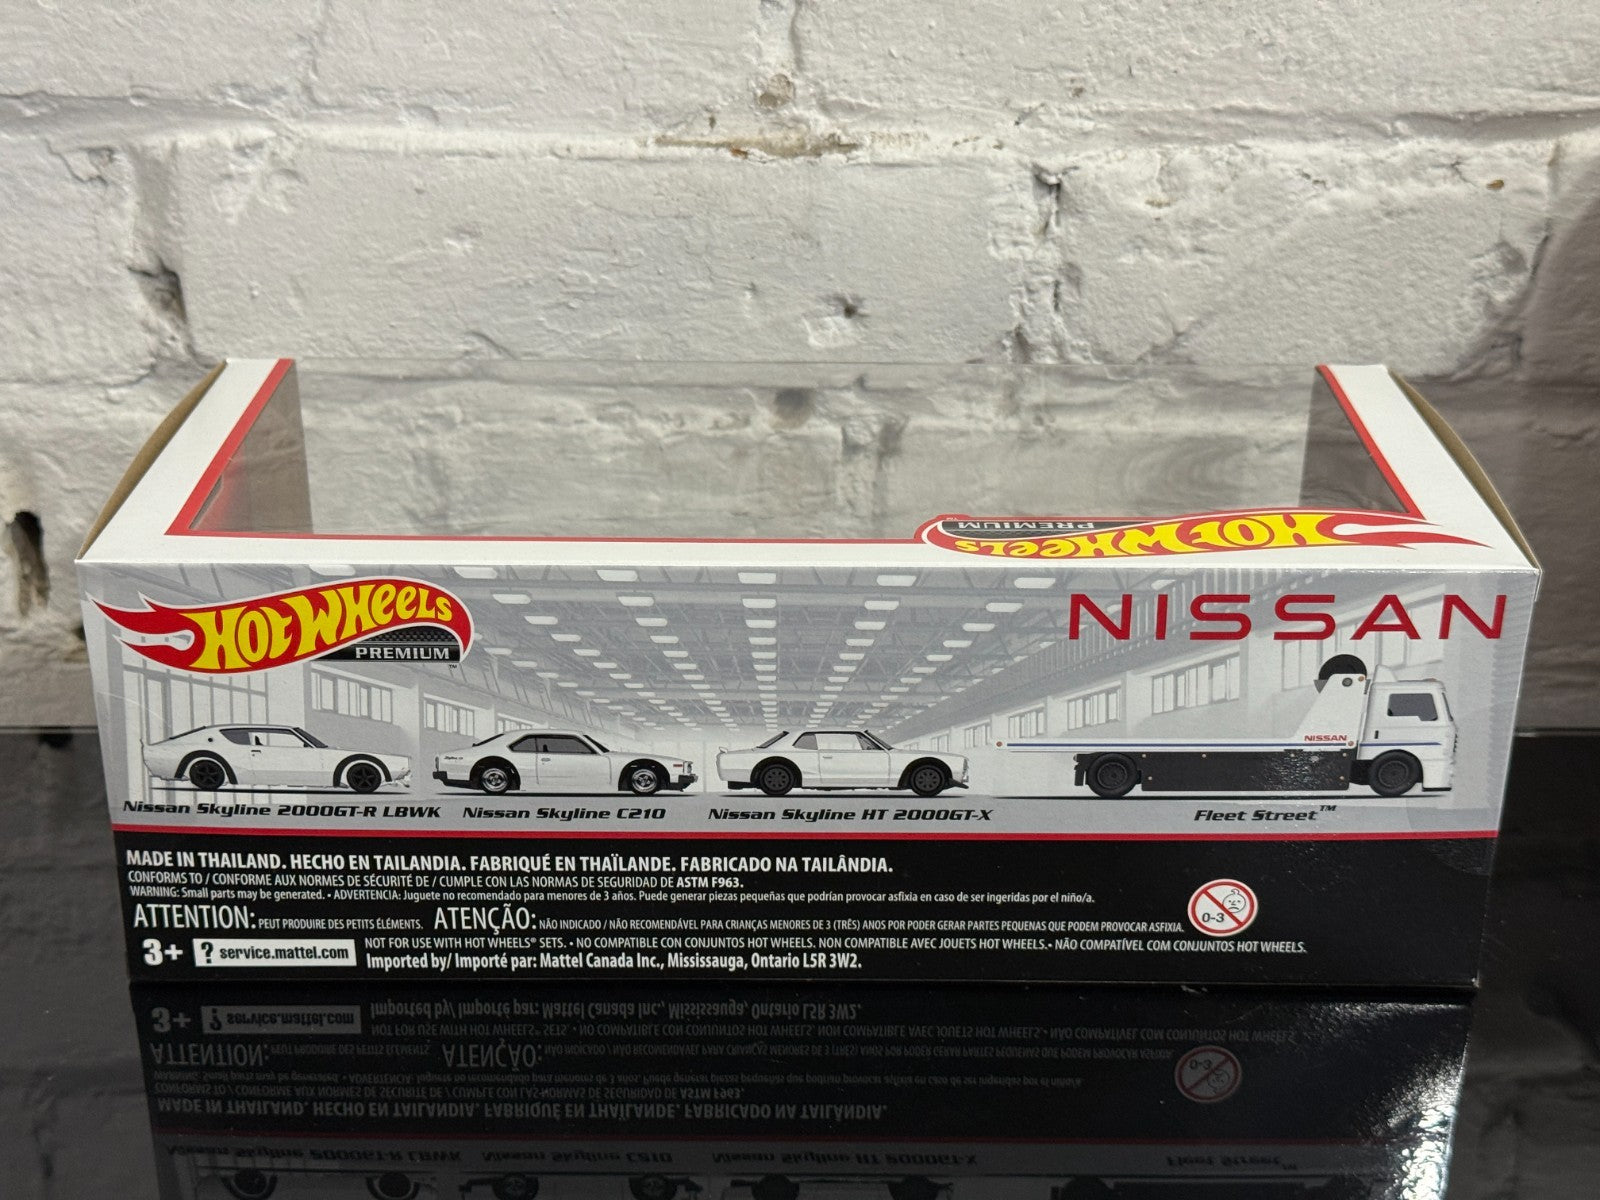 HOT WHEELS
PREMIUM™
HOT WHEELS
PREMIUM
™
NISSAN
NISSAN
Nissan Skyline 2000GT-R LBWK
Nissan Skyline C210
Nissan Skyline HT 2000GT-X
Fleet Street™
MADE IN THAILAND. HECHO EN TAILANDIA. FABRIQUÉ EN THAÏLANDE. FABRICADO NA TAILÂNDIA.
CONFORMS TO / CONFORME AUX NORMES DE SÉCURITÉ DE / CUMPLE CON LAS NORMAS DE SEGURIDAD DE ASTM F963.
WARNING: Small parts may be generated. • ADVERTENCIA: Juguete no recomendado para menores de 3 años. Puede generar piezas pequeñas que podrían provocar asfixia en caso de ser ingeridas por el niño/a.
ATTENTION: PEUT PRODUIRE DES PETITS ÉLÉMENTS. ATENÇÃO: NÃO INDICADO / NÃO RECOMENDÁVEL PARA CRIANÇAS MENORES DE 3 (TRÊS) ANOS POR PODER GERAR PARTES PEQUENAS QUE PODEM PROVOCAR ASFIXIA.
0-3
3+ ? service.mattel.com
NOT FOR USE WITH HOT WHEELS® SETS. • NO COMPATIBLE CON CONJUNTOS HOT WHEELS. NON COMPATIBLE AVEC JOUETS HOT WHEELS. • NÃO COMPATÍVEL COM CONJUNTOS HOT WHEELS.
Imported by/ Importé par: Mattel Canada Inc., Mississauga, Ontario L5R 3W2.